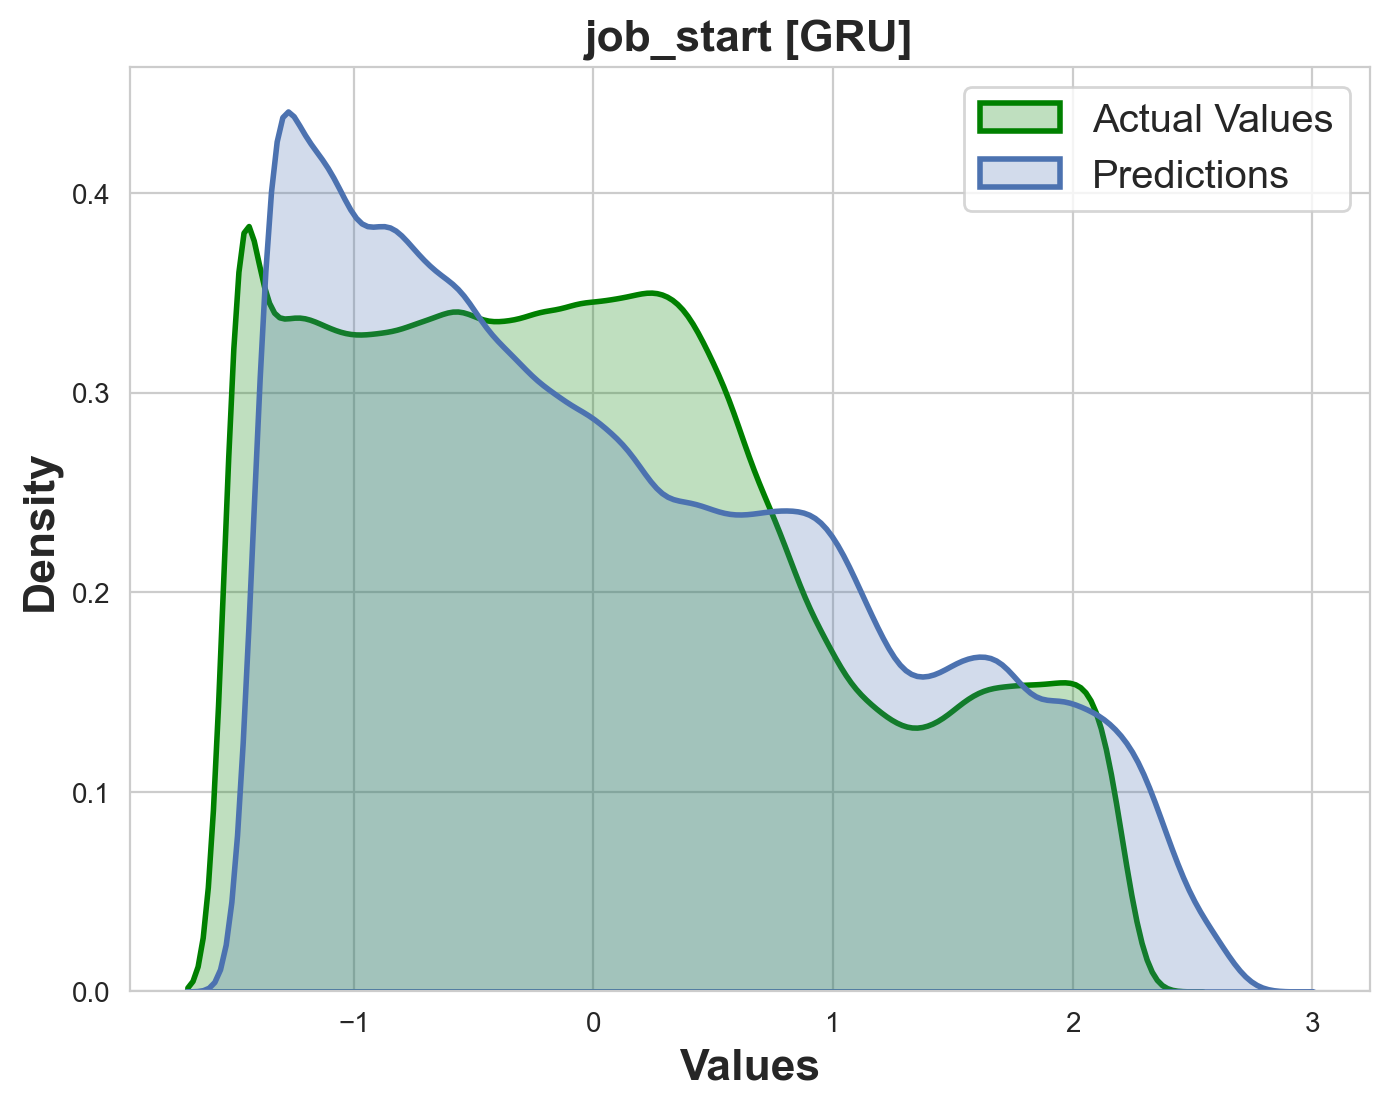 job_start [GRU]
Actual Values
Predictions
Density
0.4
0.3
0.2
0.1
0.0
−1
0
1
2
3
Values